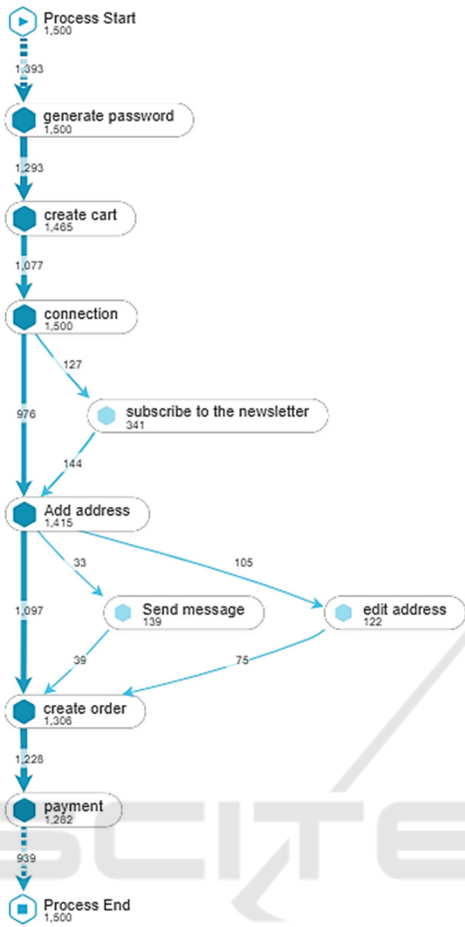 Process Start
1,500
1,393
generate password
1,500
1,293
create cart
1,465
1,077
connection
1,500
127
976
subscribe to the newsletter
341
144
Add address
1,415
33
105
1,097
Send message
139
edit address
122
39
75
create order
1,306
1,228
payment
1,282
939
Process End
1,500
SCITE